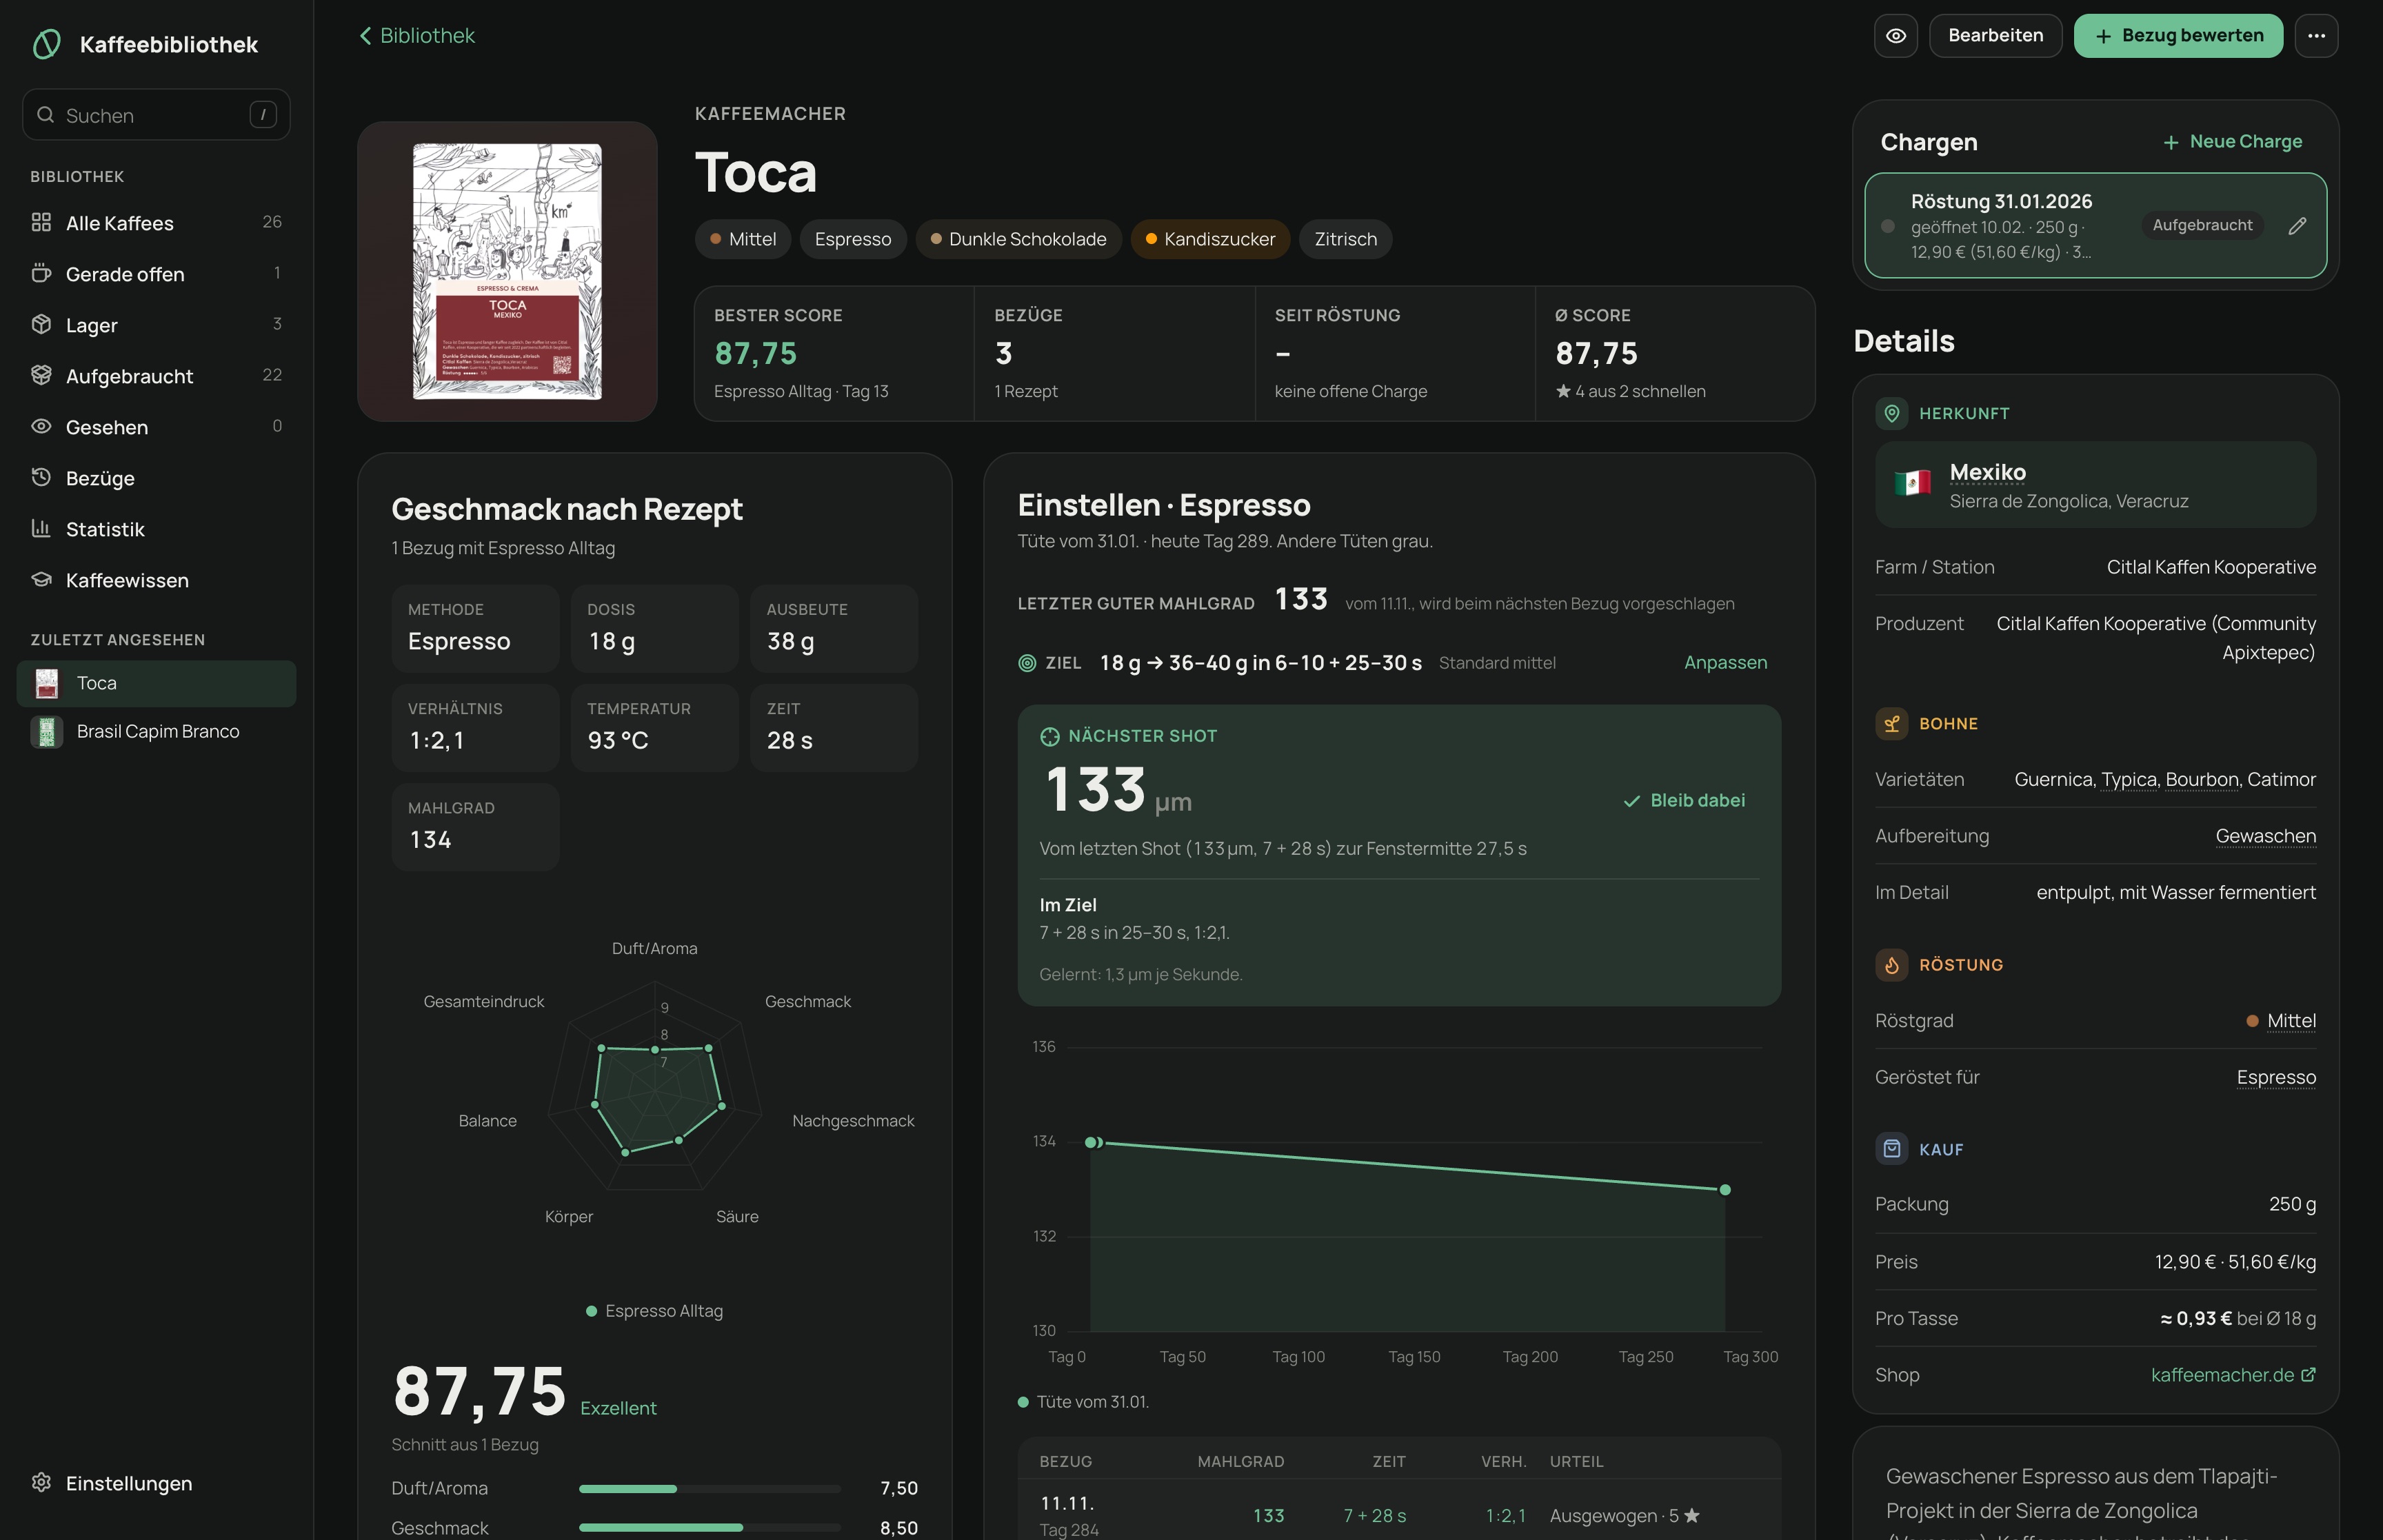 Kaffeebibliothek
Suchen /
BIBLIOTHEK
Alle Kaffees 26
Gerade offen 1
Lager 3
Aufgebraucht 22
Gesehen 0
Bezüge
Statistik
Kaffeewissen
ZULETZT ANGESEHEN
Toca
Brasil Capim Branco
Einstellungen
Bibliothek
Bearbeiten
+ Bezug bewerten
km²
ESPRESSO & CREMA
TOCA
MEXIKO
Dunkle Schokolade, Kandiszucker, zitrisch
KAFFEEMACHER
Toca
Mittel
Espresso
Dunkle Schokolade
Kandiszucker
Zitrisch
BESTER SCORE
87,75
Espresso Alltag · Tag 13
BEZÜGE
3
1 Rezept
SEIT RÖSTUNG
–
keine offene Charge
Ø SCORE
87,75
★ 4 aus 2 schnellen
Geschmack nach Rezept
1 Bezug mit Espresso Alltag
METHODE
Espresso
DOSIS
18 g
AUSBEUTE
38 g
VERHÄLTNIS
1:2,1
TEMPERATUR
93 °C
ZEIT
28 s
MAHLGRAD
134
Duft/Aroma
Gesamteindruck
Geschmack
9
8
7
Balance
Nachgeschmack
Körper
Säure
Espresso Alltag
87,75 Exzellent
Schnitt aus 1 Bezug
Duft/Aroma 7,50
Geschmack 8,50
Einstellen · Espresso
Tüte vom 31.01. · heute Tag 289. Andere Tüten grau.
LETZTER GUTER MAHLGRAD 133 vom 11.11., wird beim nächsten Bezug vorgeschlagen
ZIEL 18 g → 36–40 g in 6–10 + 25–30 s Standard mittel Anpassen
NÄCHSTER SHOT
133 µm
Bleib dabei
Vom letzten Shot (133 µm, 7 + 28 s) zur Fenstermitte 27,5 s
Im Ziel
7 + 28 s in 25–30 s, 1:2,1.
Gelernt: 1,3 µm je Sekunde.
136
134
132
130
Tag 0 Tag 50 Tag 100 Tag 150 Tag 200 Tag 250 Tag 300
Tüte vom 31.01.
BEZUG MAHLGRAD ZEIT VERH. URTEIL
11.11.
Tag 284
133 7 + 28 s 1:2,1 Ausgewogen · 5 ★
Chargen
+ Neue Charge
Röstung 31.01.2026
geöffnet 10.02. · 250 g ·
12,90 € (51,60 €/kg) · 3…
Aufgebraucht
Details
HERKUNFT
Mexiko
Sierra de Zongolica, Veracruz
Farm / Station Citlal Kaffen Kooperative
Produzent Citlal Kaffen Kooperative (Community
Apixtepec)
BOHNE
Varietäten Guernica, Typica, Bourbon, Catimor
Aufbereitung Gewaschen
Im Detail entpulpt, mit Wasser fermentiert
RÖSTUNG
Röstgrad Mittel
Geröstet für Espresso
KAUF
Packung 250 g
Preis 12,90 € · 51,60 €/kg
Pro Tasse ≈ 0,93 € bei Ø 18 g
Shop kaffeemacher.de
Gewaschener Espresso aus dem Tlapajti-
Projekt in der Sierra de Zongolica